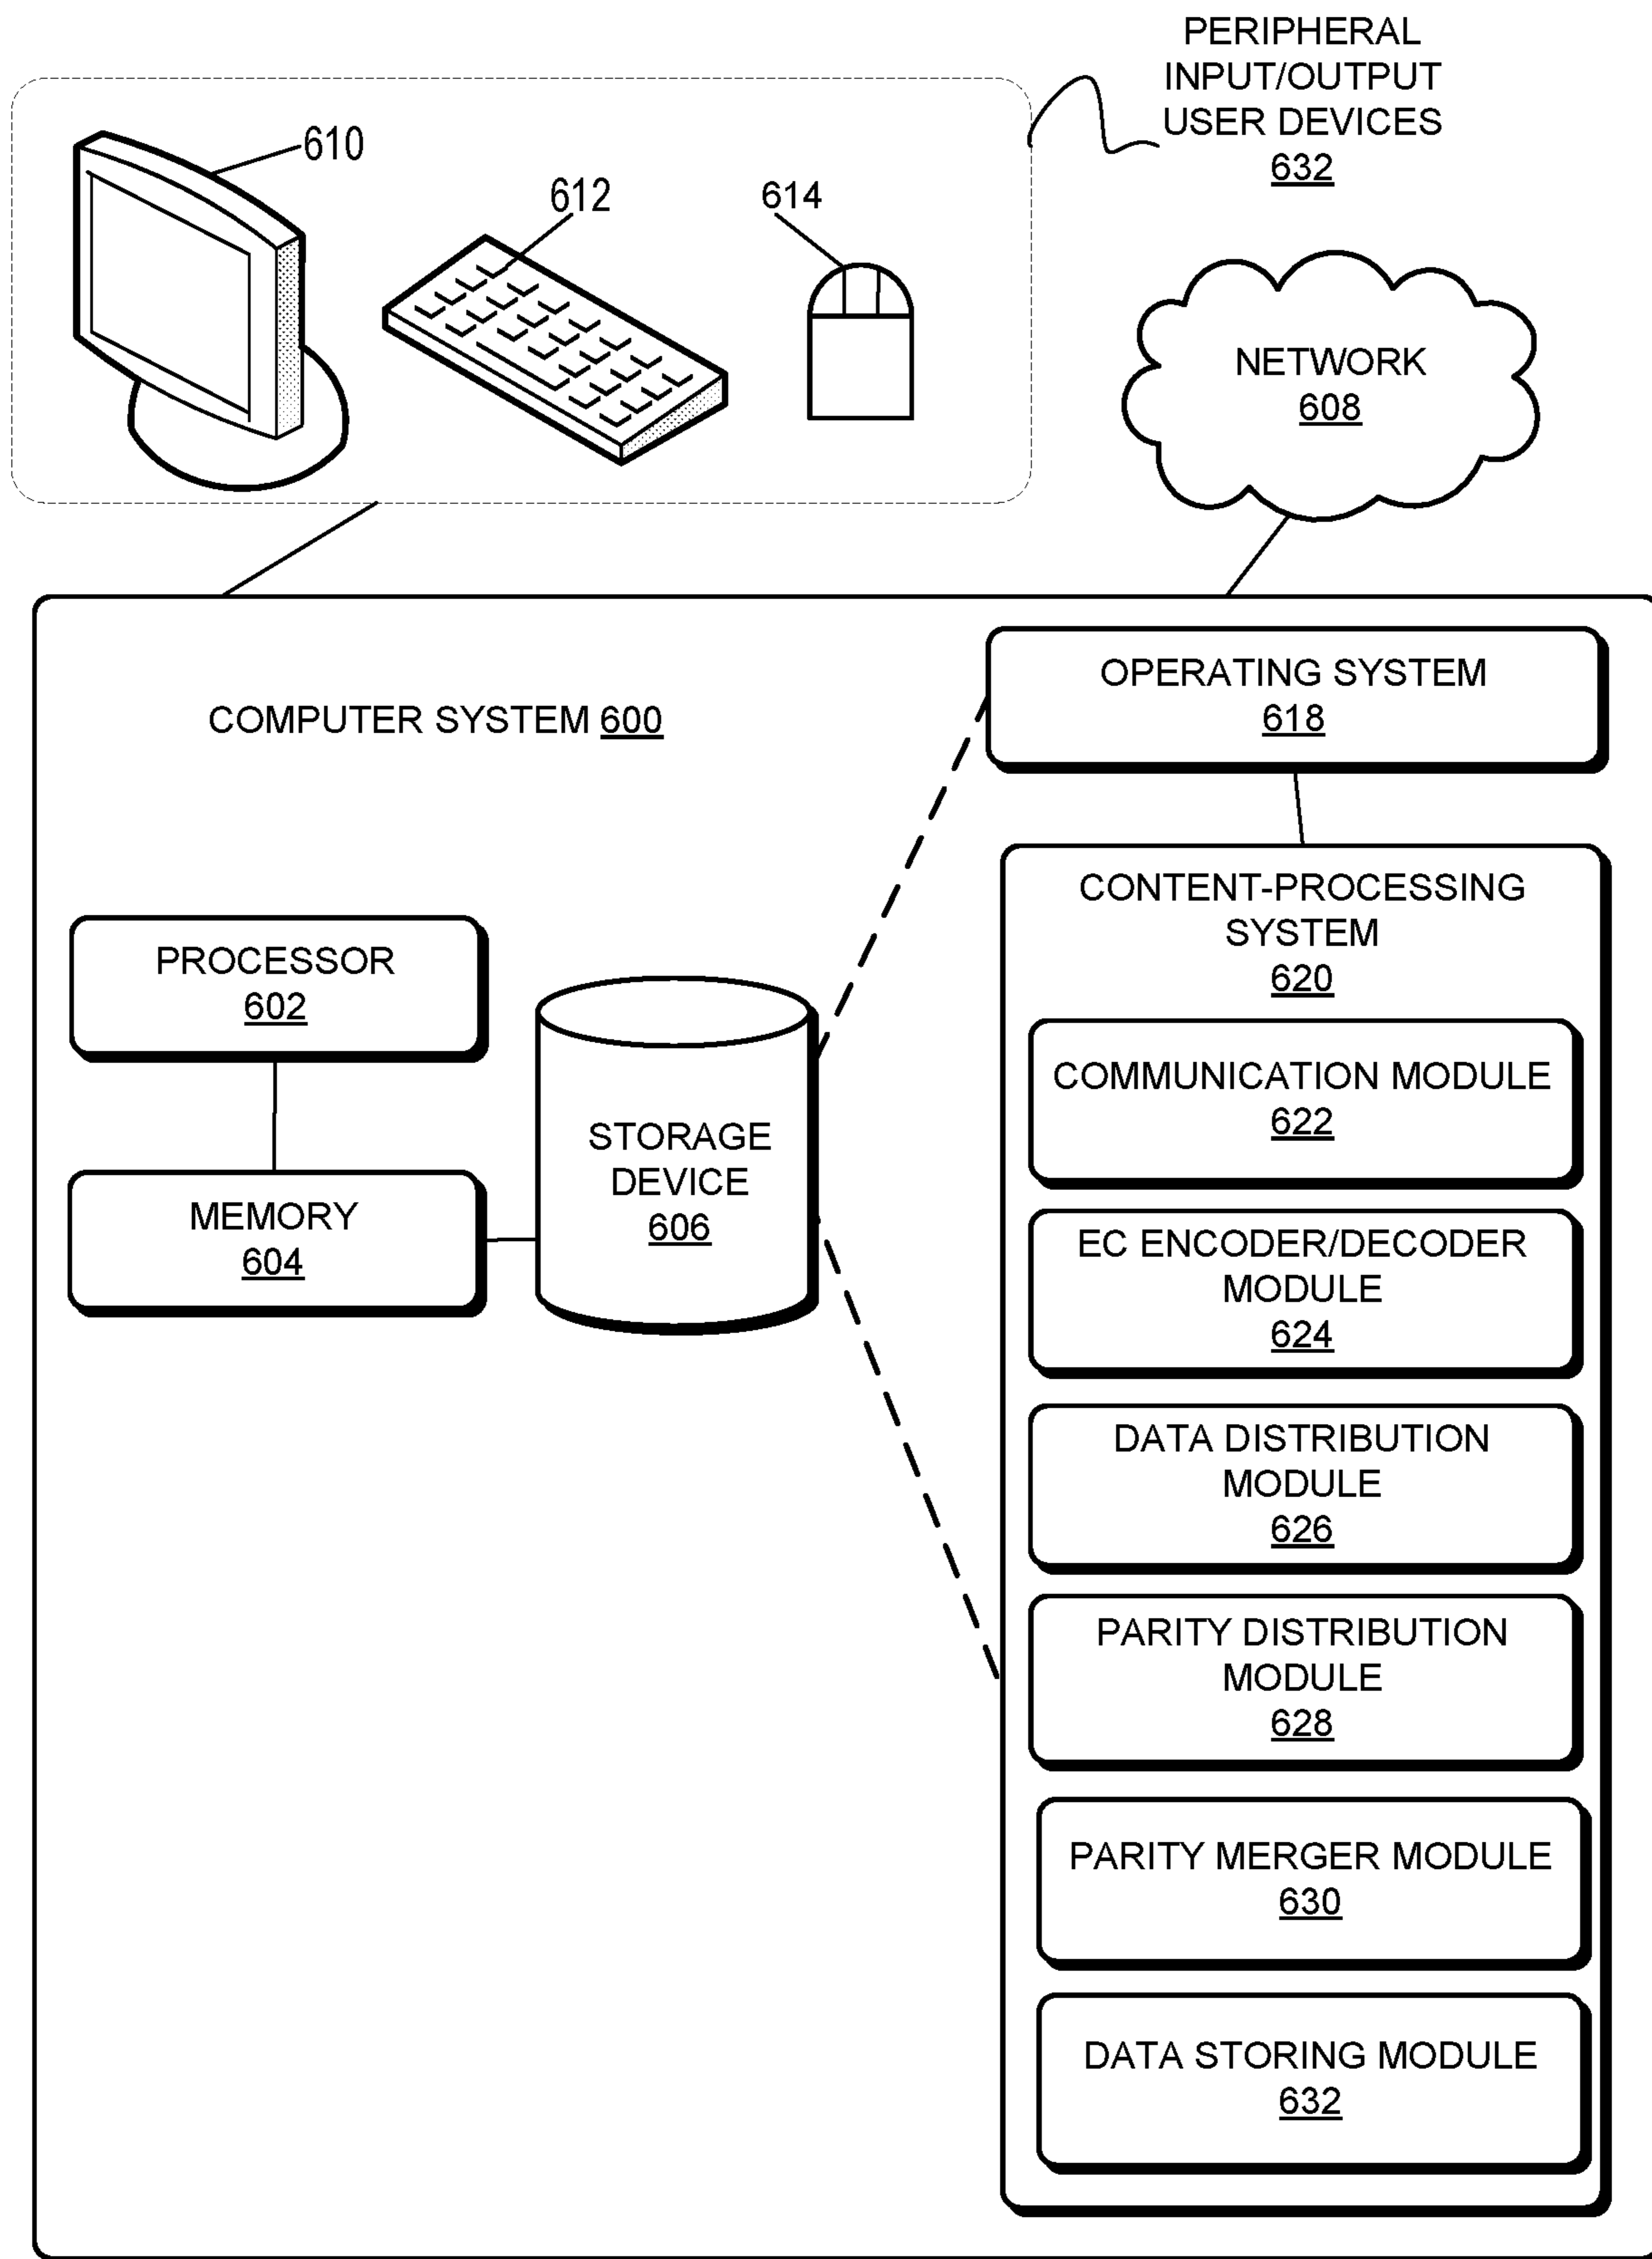 PERIPHERAL
INPUT/OUTPUT
USER DEVICES
632
610
612
614
NETWORK
608
COMPUTER SYSTEM 600
OPERATING SYSTEM
618
CONTENT-PROCESSING
SYSTEM
620
PROCESSOR
602
MEMORY
604
STORAGE
DEVICE
606
COMMUNICATION MODULE
622
EC ENCODER/DECODER
MODULE
624
DATA DISTRIBUTION
MODULE
626
PARITY DISTRIBUTION
MODULE
628
PARITY MERGER MODULE
630
DATA STORING MODULE
632